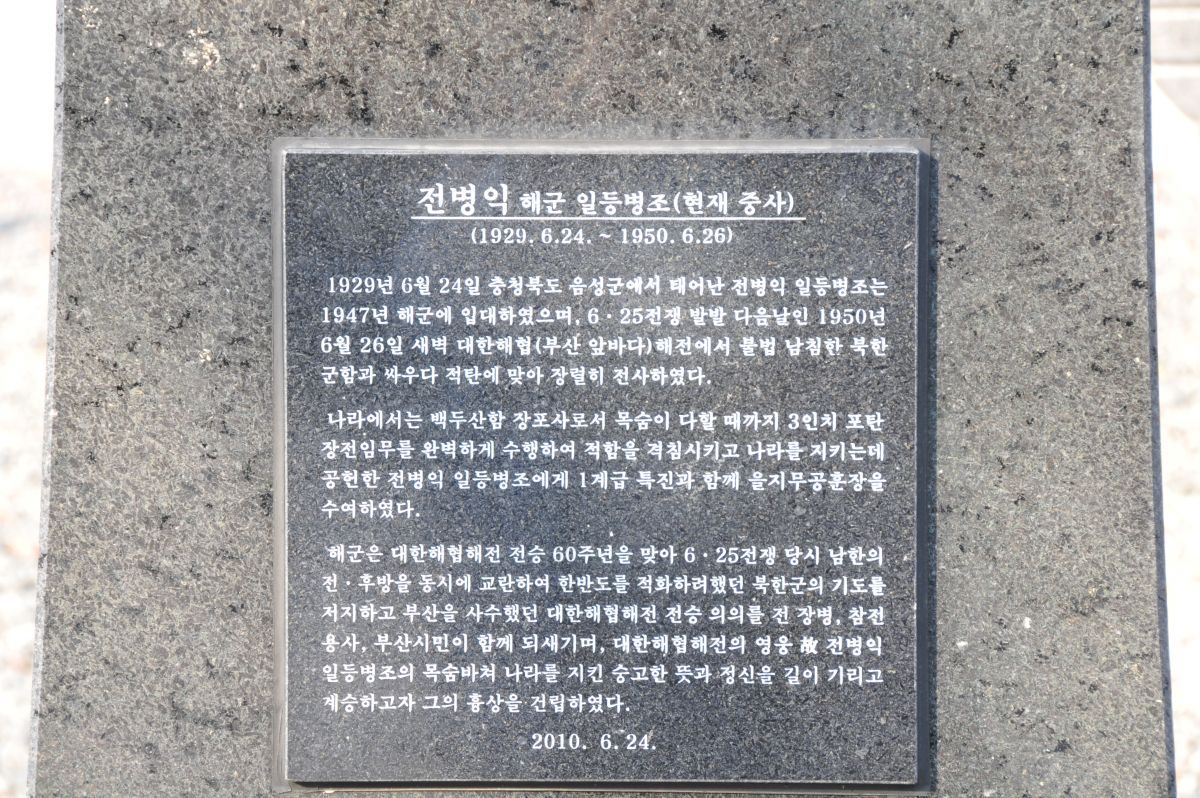 전병익 해군 일등병조(현재 중사)
(1929. 6.24. ~ 1950. 6.26)
1929년 6월 24일 충청북도 음성군에서 태어난 전병익 일등병조는
1947년 해군에 입대하였으며, 6·25전쟁 발발 다음날인 1950년
6월 26일 새벽 대한해협(부산 앞바다)해전에서 불법 남침한 북한
군함과 싸우다 적탄에 맞아 장렬히 전사하였다.
나라에서는 백두산함 장포사로서 목숨이 다할 때까지 3인치 포탄
장전임무를 완벽하게 수행하여 적함을 격침시키고 나라를 지키는데
공헌한 전병익 일등병조에게 1계급 특진과 함께 을지무공훈장을
수여하였다.
해군은 대한해협해전 전승 60주년을 맞아 6·25전쟁 당시 남한의
전·후방을 동시에 교란하여 한반도를 적화하려했던 북한군의 기도를
저지하고 부산을 사수했던 대한해협해전 전승 의의를 전 장병, 참전
용사, 부산시민이 함께 되새기며, 대한해협해전의 영웅 故 전병익
일등병조의 목숨바쳐 나라를 지킨 숭고한 뜻과 정신을 길이 기리고
계승하고자 그의 흉상을 건립하였다.
2010. 6. 24.